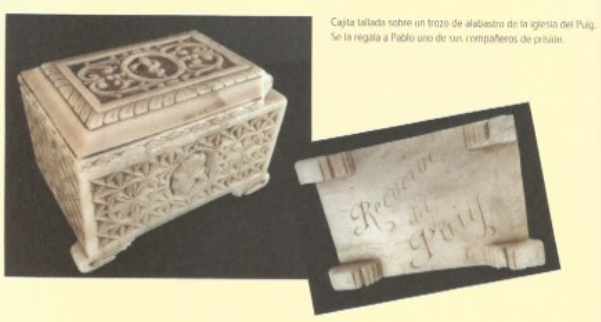 Cajita tallada sobre un trozo de alabastro de la iglesia del Puig.
Se la regala a Pablo uno de sus compañeros de prisión.
Recuerdo
del
Puig